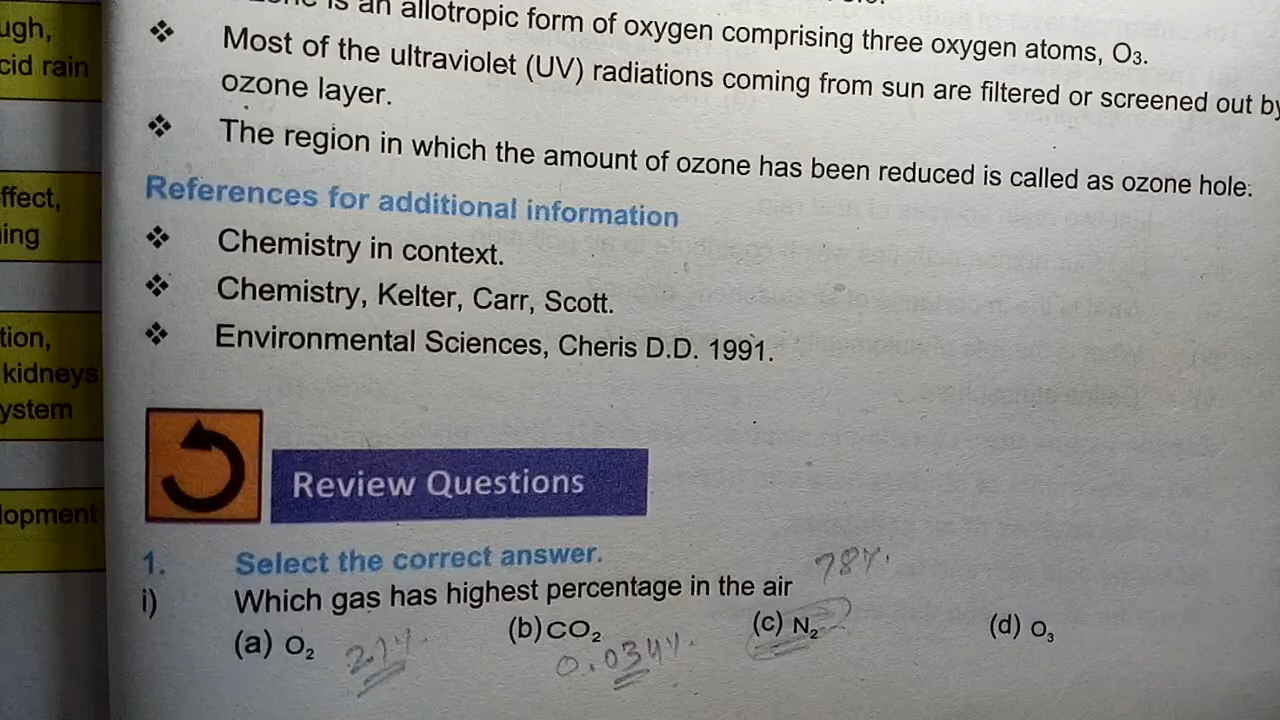 is an allotropic form of oxygen comprising three oxygen atoms, O₃.
❖ Most of the ultraviolet (UV) radiations coming from sun are filtered or screened out by
ozone layer.
❖ The region in which the amount of ozone has been reduced is called as ozone hole.
References for additional information
❖ Chemistry in context.
❖ Chemistry, Kelter, Carr, Scott.
❖ Environmental Sciences, Cheris D.D. 1991.
ugh,
cid rain
ffect,
ing
tion,
kidneys
ystem
lopment
Review Questions
1. Select the correct answer.
i) Which gas has highest percentage in the air 78%.
(a) O₂ 21% (b) CO₂ 0.034%. (c) N₂ (d) O₃